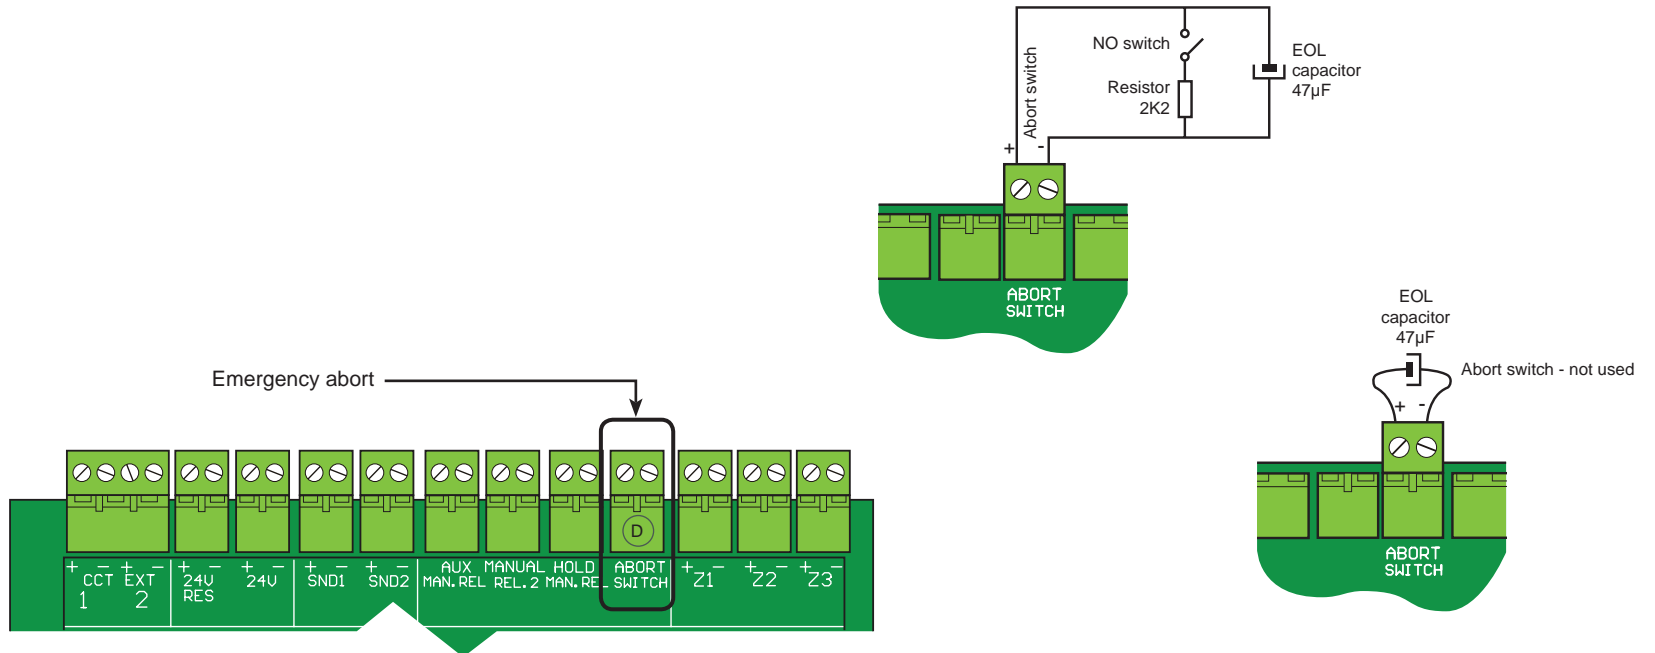 NO switch
Resistor
2K2
EOL
capacitor
47µF
Abort switch
+ -
ABORT
SWITCH
EOL
capacitor
47µF
Abort switch - not used
+ -
ABORT
SWITCH
Emergency abort
D
+ - + -
CCT EXT
1 2
+ -
24V
RES
+ -
24V
+ -
SND1
+ -
SND2
AUX
MAN.REL
MANUAL
REL.2
HOLD
MAN.REL
ABORT
SWITCH
+ -
Z1
+ -
Z2
+ -
Z3